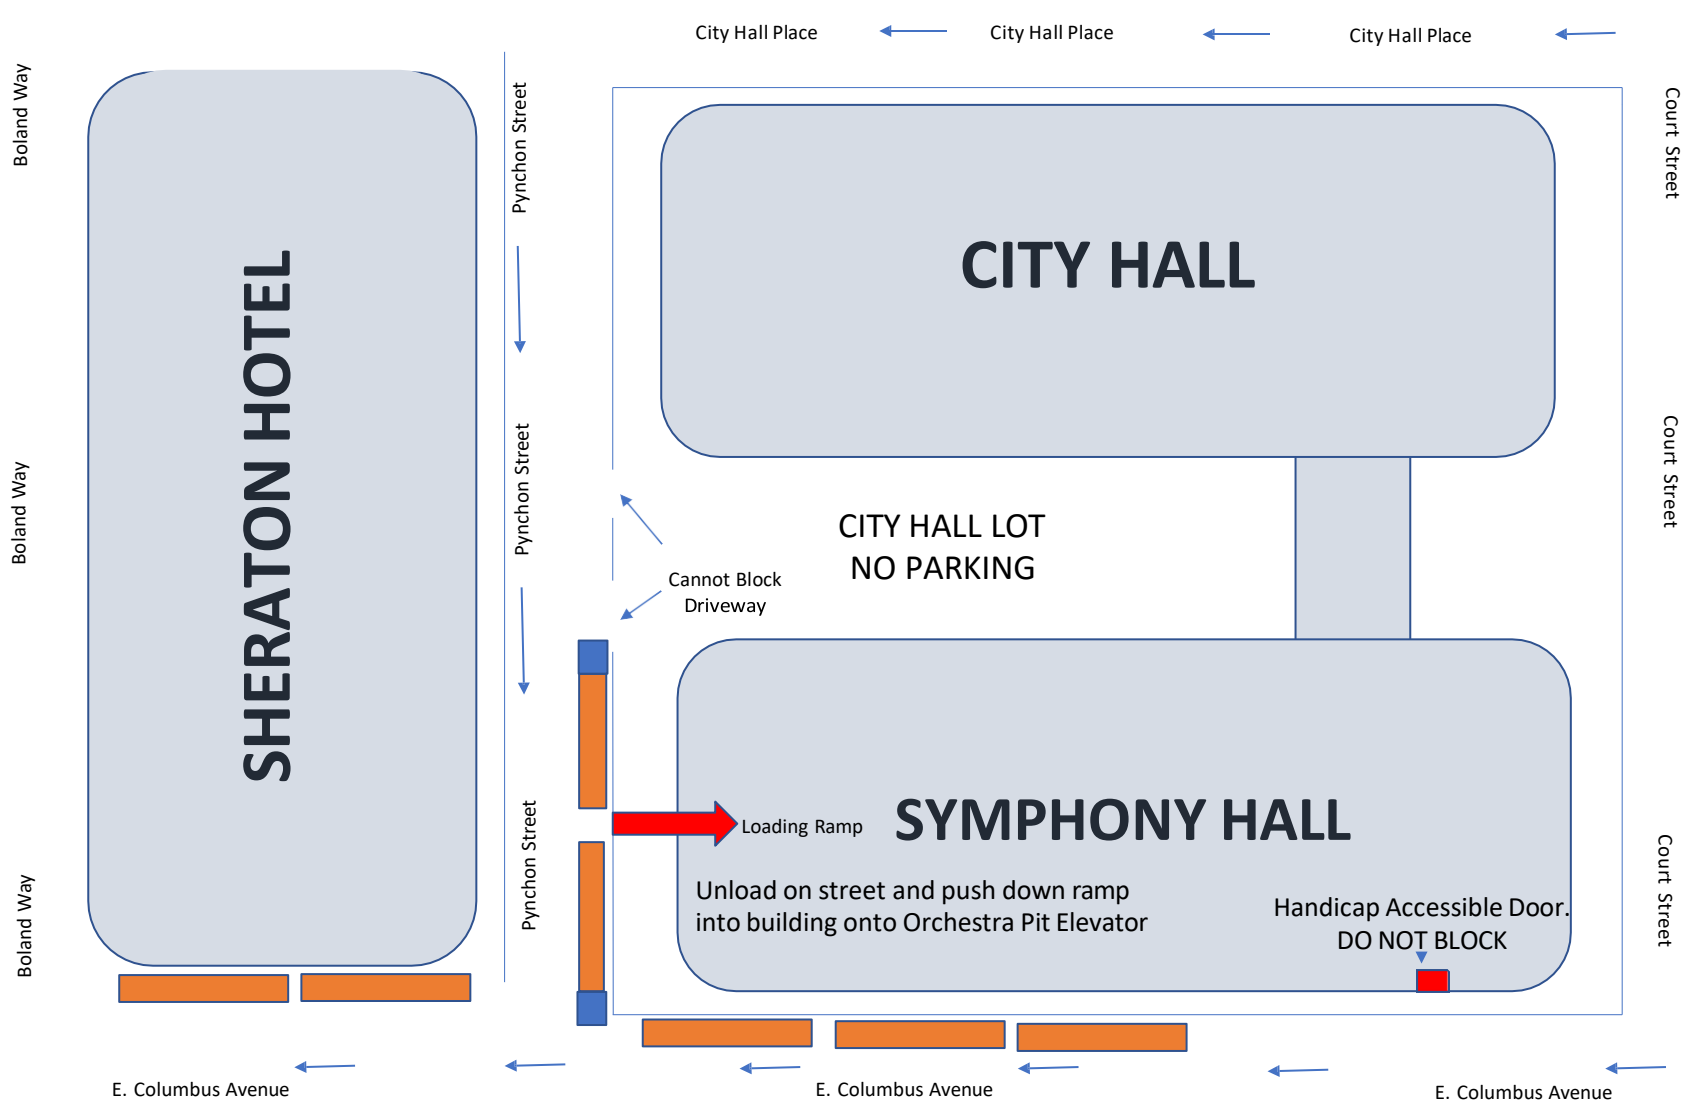 City Hall Place
City Hall Place
City Hall Place
Boland Way
Pynchon Street
Court Street
CITY HALL
SHERATON HOTEL
Boland Way
Pynchon Street
Court Street
CITY HALL LOT
NO PARKING
Cannot Block
Driveway
Pynchon Street
Loading Ramp
SYMPHONY HALL
Unload on street and push down ramp
into building onto Orchestra Pit Elevator
Handicap Accessible Door.
DO NOT BLOCK
Boland Way
Court Street
E. Columbus Avenue
E. Columbus Avenue
E. Columbus Avenue